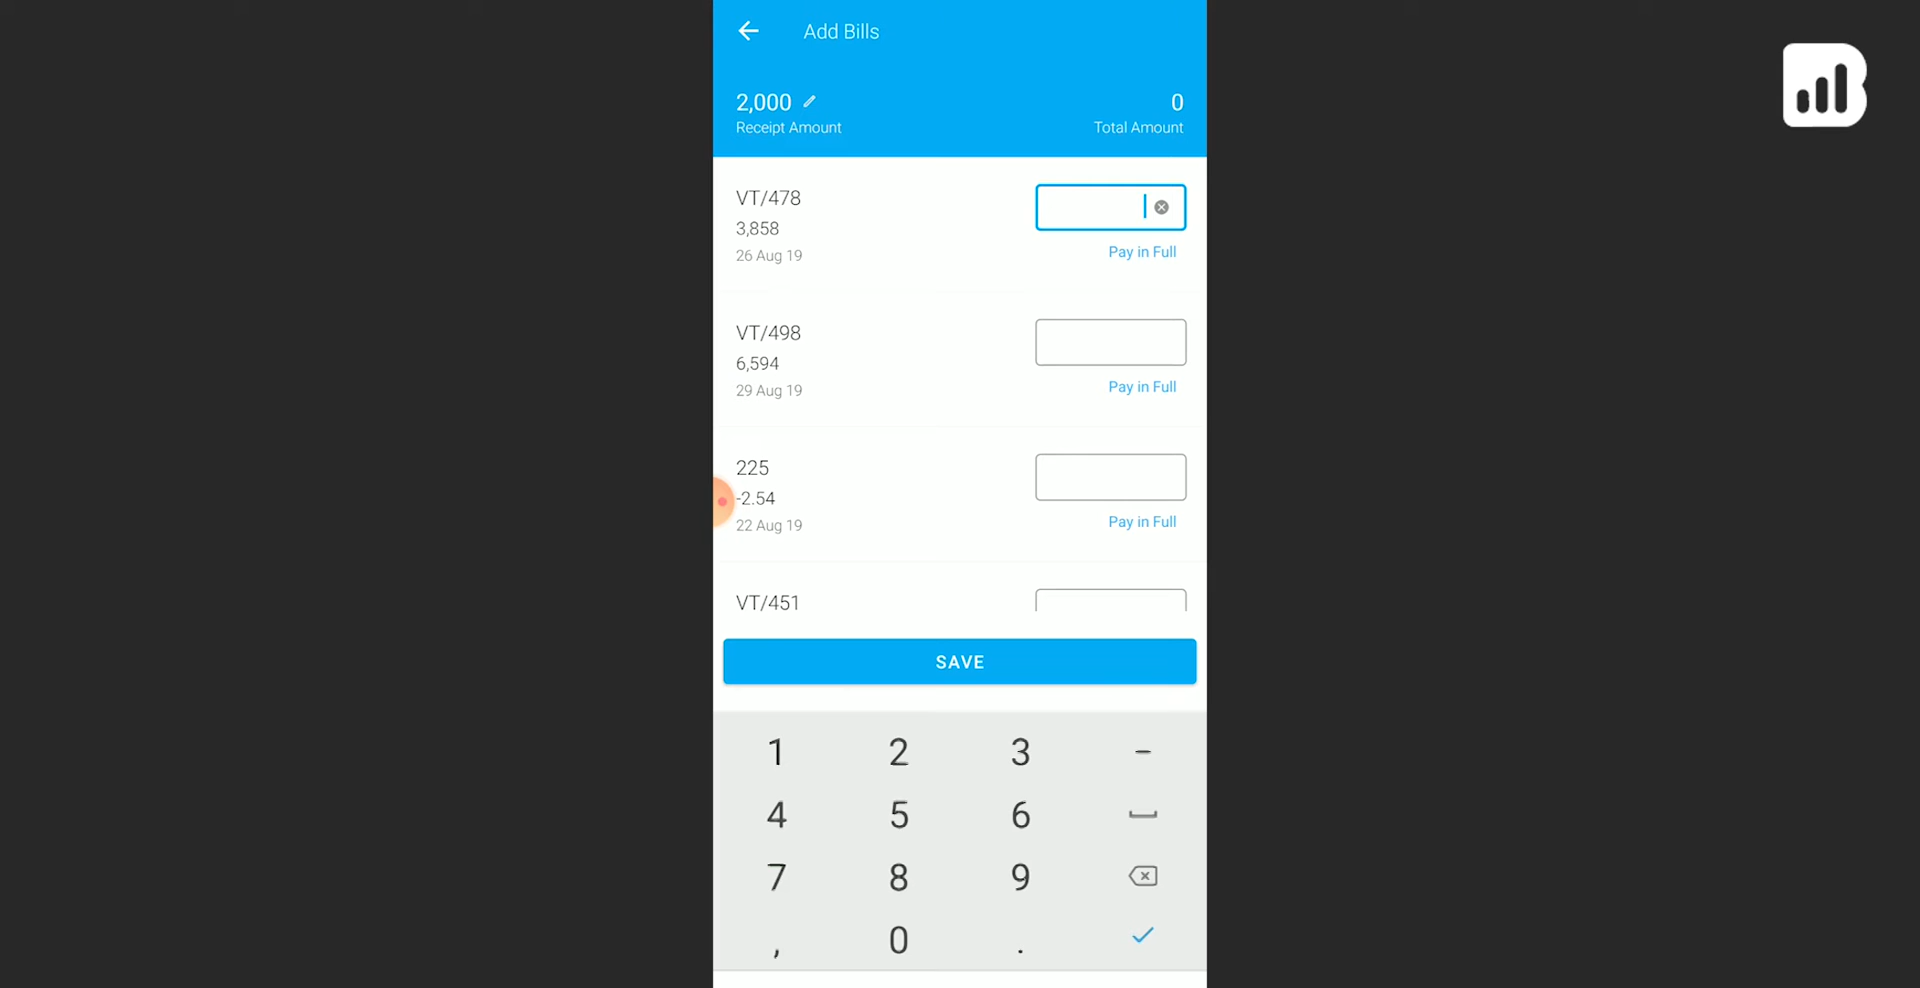 Add Bills
2,000
0
Receipt Amount
Total Amount
VT/478
3,858
Pay in Full
26 Aug 19
VT/498
6,594
Pay in Full
29 Aug 19
225
-2.54
Pay in Full
22 Aug 19
VT/451
SAVE
1 2 3 -
4 5 6
7 8 9
, 0 .